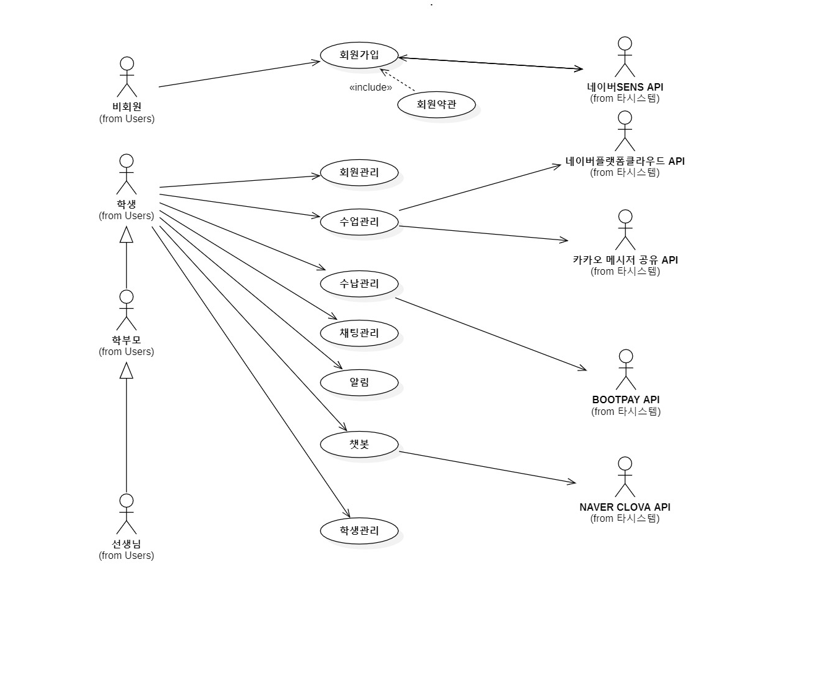 회원가입
네이버SENS API
(from 타시스템)
«include»
회원약관
비회원
(from Users)
네이버플랫폼클라우드 API
(from 타시스템)
회원관리
학생
(from Users)
수업관리
카카오 메시저 공유 API
(from 타시스템)
수납관리
학부모
(from Users)
채팅관리
알림
BOOTPAY API
(from 타시스템)
챗봇
NAVER CLOVA API
(from 타시스템)
학생관리
선생님
(from Users)